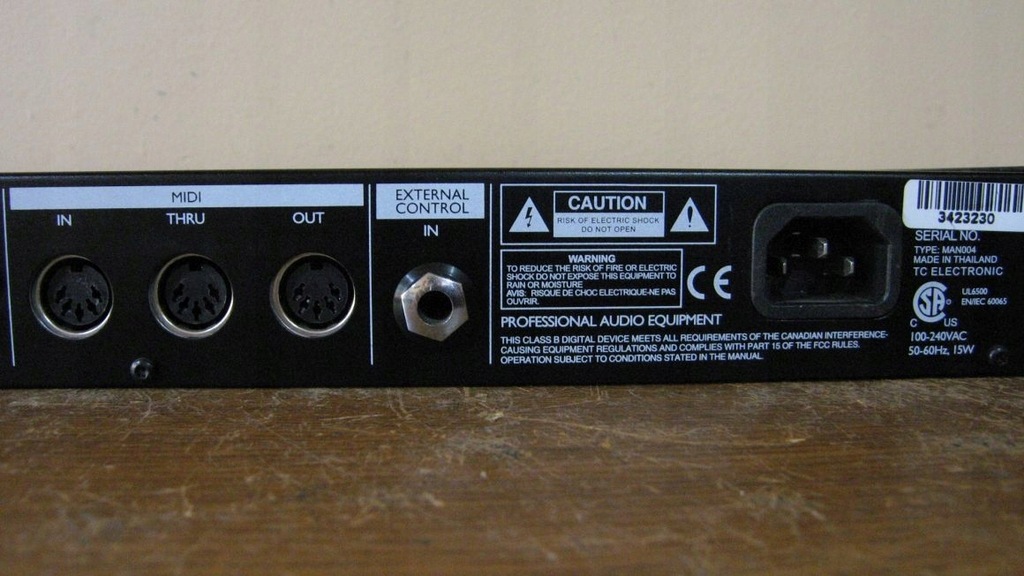 MIDI
IN THRU OUT
EXTERNAL
CONTROL
IN
CAUTION
RISK OF ELECTRIC SHOCK
DO NOT OPEN
WARNING
TO REDUCE THE RISK OF FIRE OR ELECTRIC
SHOCK DO NOT EXPOSE THIS EQUIPMENT TO
RAIN OR MOISTURE
AVIS: RISQUE DE CHOC ELECTRIQUE-NE PAS
OUVRIR.
CE
PROFESSIONAL AUDIO EQUIPMENT
THIS CLASS B DIGITAL DEVICE MEETS ALL REQUIREMENTS OF THE CANADIAN INTERFERENCE-
CAUSING EQUIPMENT REGULATIONS AND COMPLIES WITH PART 15 OF THE FCC RULES.
OPERATION SUBJECT TO CONDITIONS STATED IN THE MANUAL.
3423230
SERIAL NO.
TYPE: MAN004
MADE IN THAILAND
TC ELECTRONIC
SA
C US
UL6500
EN/IEC 60065
100-240VAC
50-60Hz, 15W